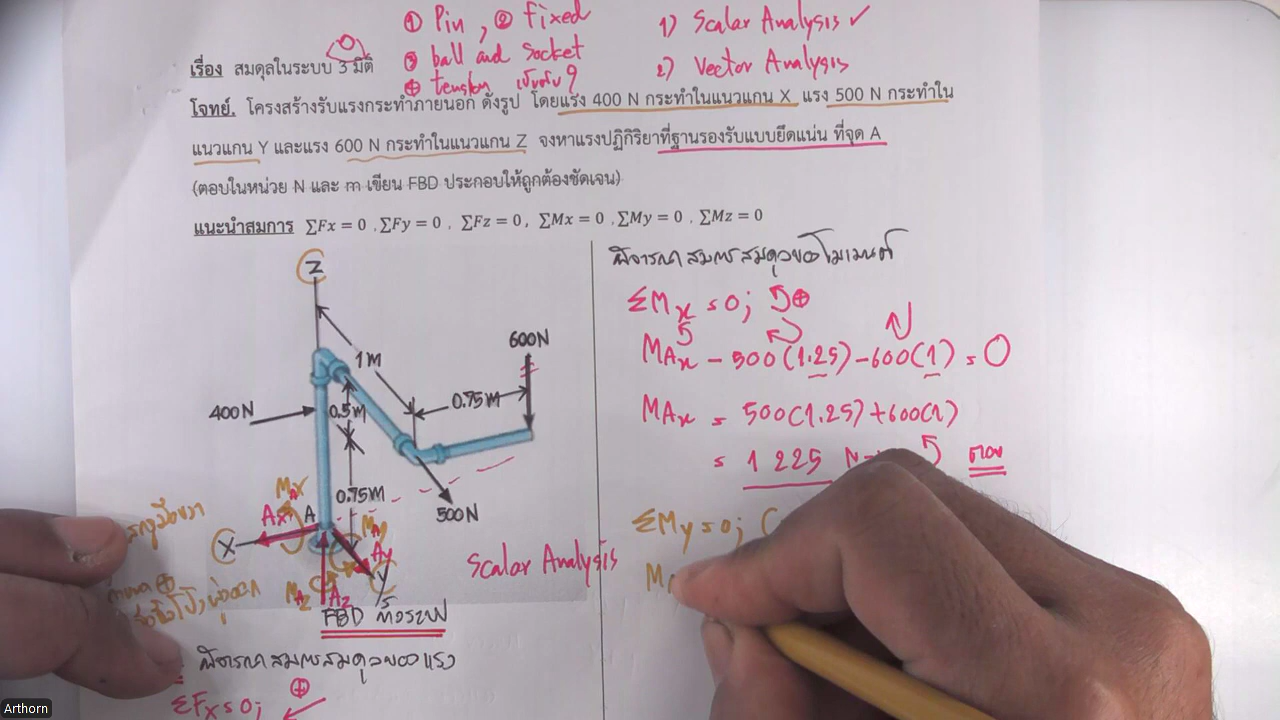 ① Pin , ② fixed
③ ball and socket
④ tension
1) Scalar Analysis ✓
2) Vector Analysis
เรื่อง สมดุลในระบบ 3 มิติ
โจทย์. โครงสร้างรับแรงกระทำภายนอก ดังรูป โดยแรง 400 N กระทำในแนวแกน X แรง 500 N กระทำใน
แนวแกน Y และแรง 600 N กระทำในแนวแกน Z จงหาแรงปฏิกิริยาที่ฐานรองรับแบบยึดแน่น ที่จุด A
(ตอบในหน่วย N และ m เขียน FBD ประกอบให้ถูกต้องชัดเจน)
แนะนำสมการ ∑Fx = 0 , ∑Fy = 0 , ∑Fz = 0, ∑Mx = 0 , ∑My = 0 , ∑Mz = 0
Z
1M
600N
0.75M
400N
0.5M
0.75M
500N
A
X
Y
Ax
Ay
Az
FBD ทั้งระบบ
Scalar Analysis
พิจารณาสมการสมดุลของแรง
ΣFx = 0; ⊕
พิจารณาสมการสมดุลของโมเมนต์
ΣMx = 0; ⊕
MAx - 500(1.25) - 600(1) = 0
MAx = 500(1.25) + 600(1)
= 1 225 ตอบ
ΣMy = 0;